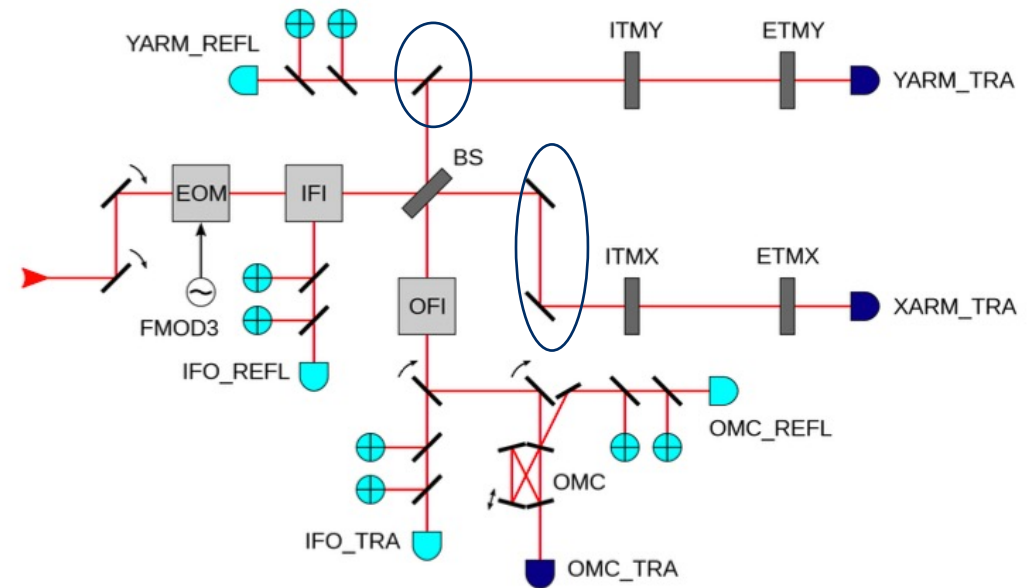 ITMY
ETMY
YARM_REFL
YARM_TRA
BS
EOM
IFI
ITMX
ETMX
OFI
XARM_TRA
FMOD3
IFO_REFL
OMC_REFL
OMC
IFO_TRA
OMC_TRA